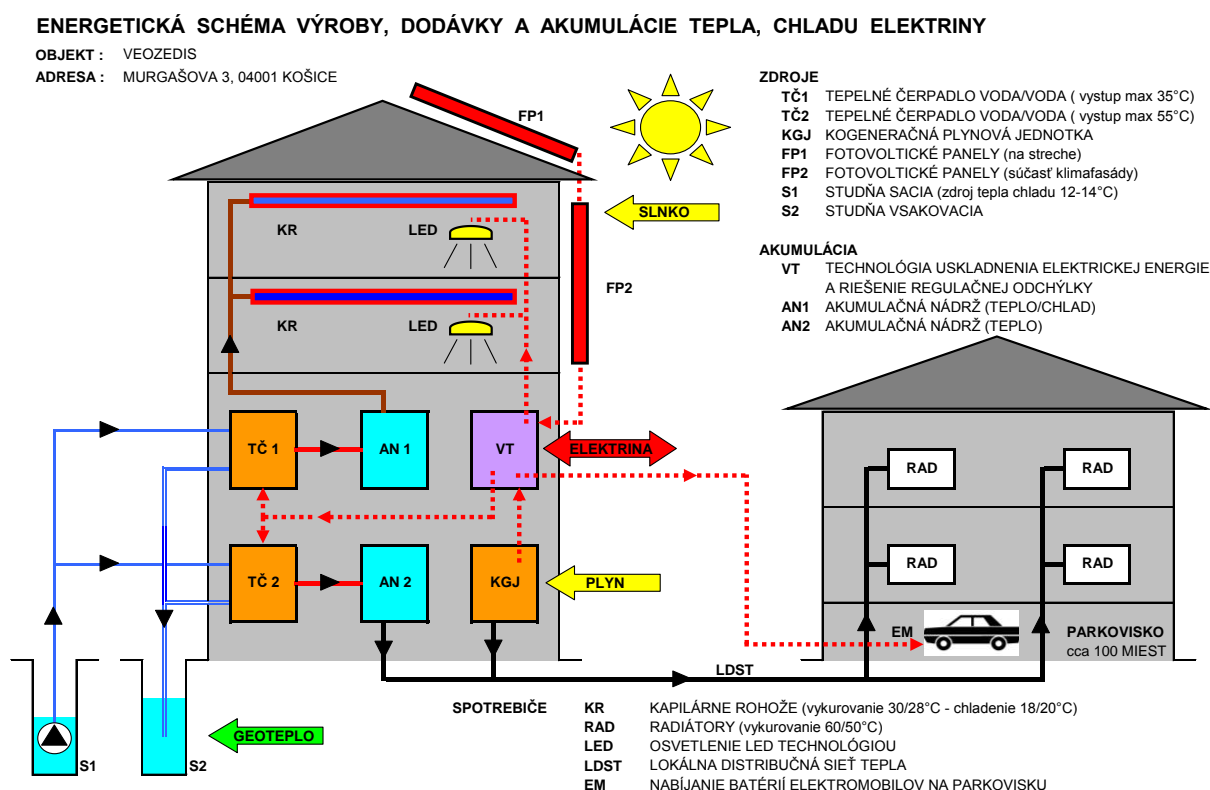 ENERGETICKÁ SCHÉMA VÝROBY, DODÁVKY A AKUMULÁCIE TEPLA, CHLADU ELEKTRINY
OBJEKT : VEOZEDIS
ADRESA : MURGAŠOVA 3, 04001 KOŠICE
ZDROJE
TČ1 TEPELNÉ ČERPADLO VODA/VODA ( vystup max 35°C)
TČ2 TEPELNÉ ČERPADLO VODA/VODA ( vystup max 55°C)
KGJ KOGENERAČNÁ PLYNOVÁ JEDNOTKA
FP1 FOTOVOLTICKÉ PANELY (na streche)
FP2 FOTOVOLTICKÉ PANELY (súčasť klimafasády)
S1 STUDŇA SACIA (zdroj tepla chladu 12-14°C)
S2 STUDŇA VSAKOVACIA
AKUMULÁCIA
VT TECHNOLÓGIA USKLADNENIA ELEKTRICKEJ ENERGIE
A RIEŠENIE REGULAČNEJ ODCHÝLKY
AN1 AKUMULAČNÁ NÁDRŽ (TEPLO/CHLAD)
AN2 AKUMULAČNÁ NÁDRŽ (TEPLO)
FP1
SLNKO
KR LED
FP2
KR LED
TČ 1 AN 1 VT ELEKTRINA
RAD RAD
TČ 2 AN 2 KGJ PLYN
RAD RAD
EM PARKOVISKO
cca 100 MIEST
LDST
GEOTEPLO
S1 S2
SPOTREBIČE KR KAPILÁRNE ROHOŽE (vykurovanie 30/28°C - chladenie 18/20°C)
RAD RADIÁTORY (vykurovanie 60/50°C)
LED OSVETLENIE LED TECHNOLÓGIOU
LDST LOKÁLNA DISTRIBUČNÁ SIEŤ TEPLA
EM NABÍJANIE BATÉRIÍ ELEKTROMOBILOV NA PARKOVISKU